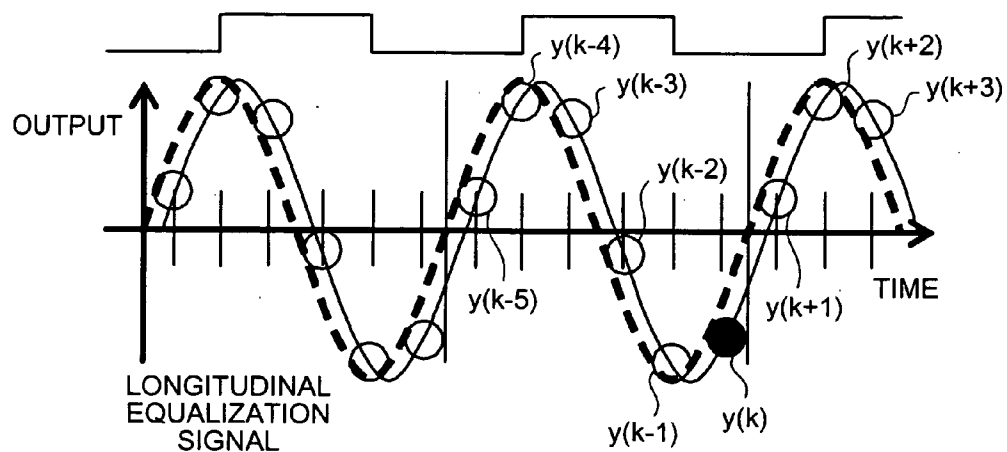 y(k-4)
y(k+2)
y(k-3)
y(k+3)
OUTPUT
y(k-2)
y(k-5)
y(k+1)
TIME
LONGITUDINAL
EQUALIZATION
SIGNAL
y(k-1)
y(k)